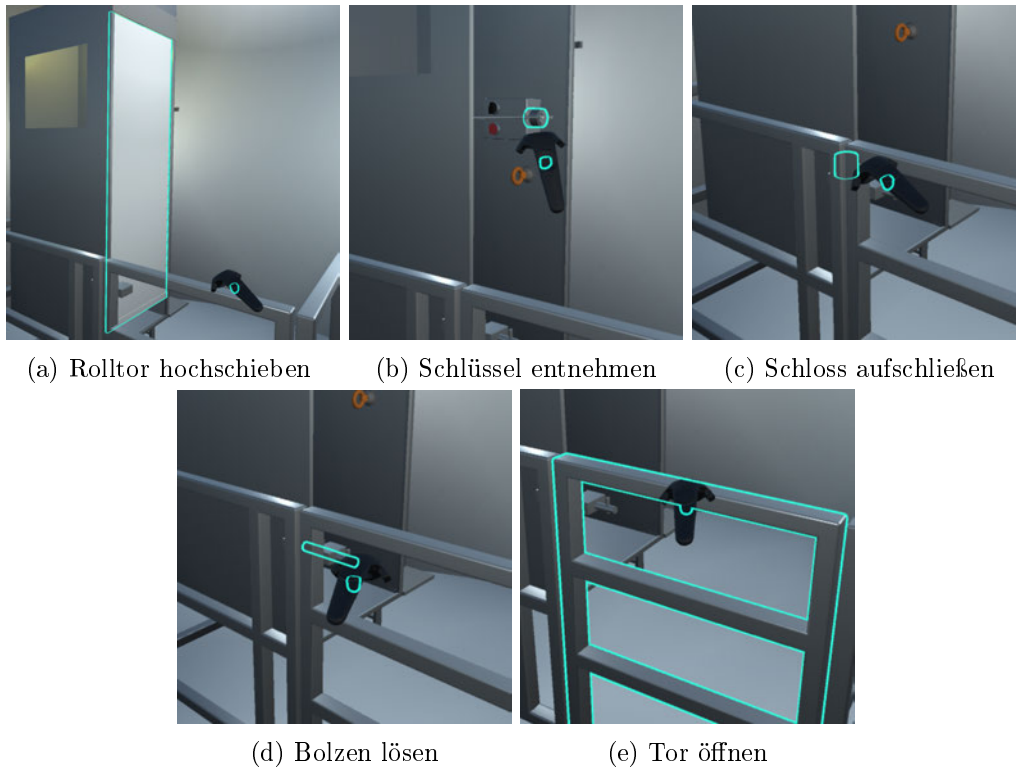 (a) Rolltor hochschieben
(b) Schlüssel entnehmen
(c) Schloss aufschließen
(d) Bolzen lösen
(e) Tor öffnen